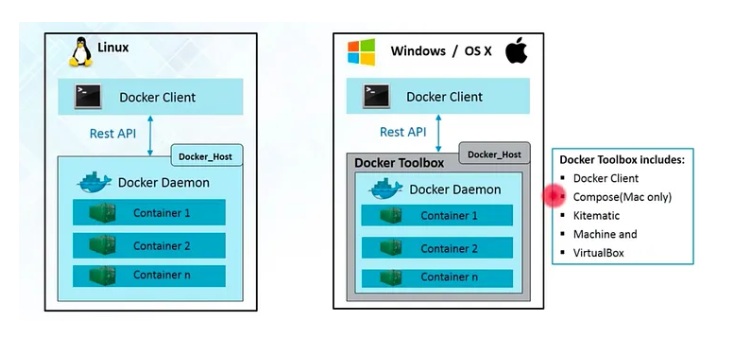 Linux
Docker Client
Rest API
Docker_Host
Docker Daemon
Container 1
Container 2
Container n
Windows / OS X
Docker Client
Rest API
Docker_Host
Docker Toolbox
Docker Daemon
Container 1
Container 2
Container n
Docker Toolbox includes:
▪ Docker Client
▪ Compose(Mac only)
▪ Kitematic
▪ Machine and
▪ VirtualBox